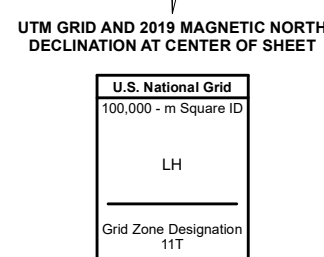 UTM GRID AND 2019 MAGNETIC NORTH
DECLINATION AT CENTER OF SHEET
U.S. National Grid
100,000 - m Square ID
LH
Grid Zone Designation
11T